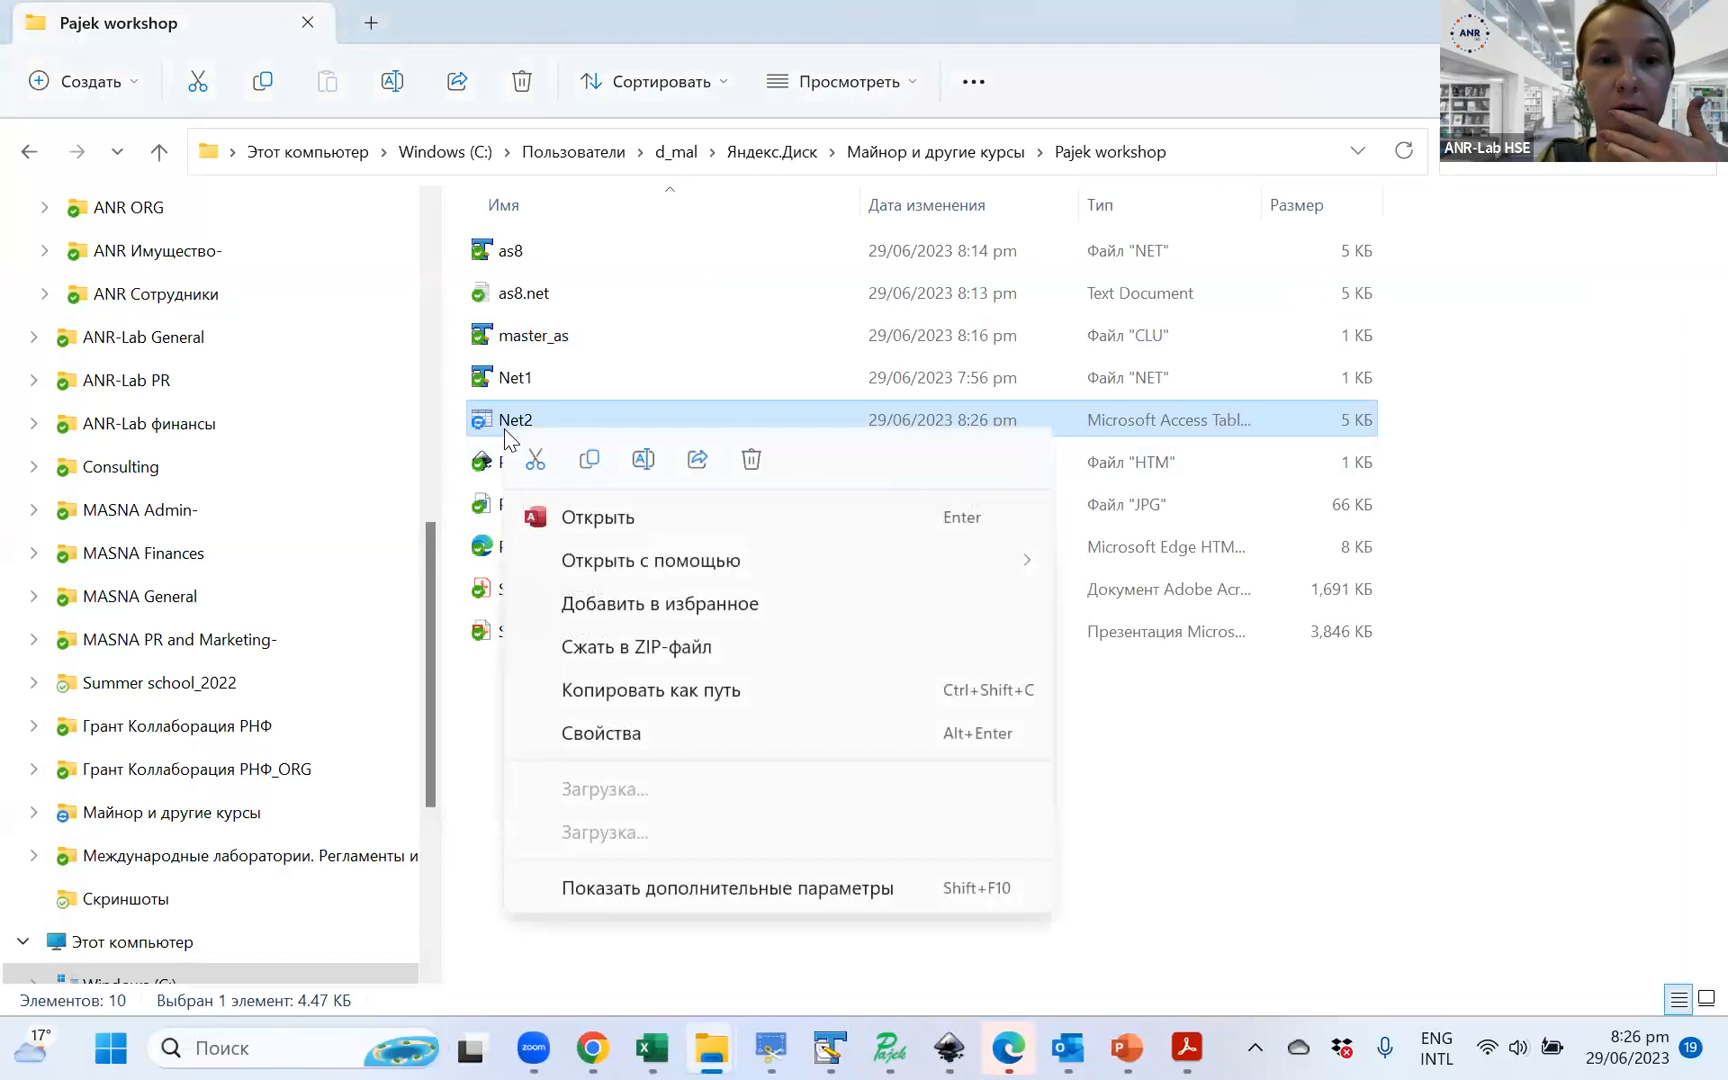 Pajek workshop
Создать
Сортировать
Просмотреть
ANR
ANR-Lab HSE
Этот компьютер
Windows (C:)
Пользователи
d_mal
Яндекс.Диск
Майнор и другие курсы
Pajek workshop
ANR ORG
ANR Имущество-
ANR Сотрудники
ANR-Lab General
ANR-Lab PR
ANR-Lab финансы
Consulting
MASNA Admin-
MASNA Finances
MASNA General
MASNA PR and Marketing-
Summer school_2022
Грант Коллаборация РНФ
Грант Коллаборация РНФ_ORG
Майнор и другие курсы
Международные лаборатории. Регламенты и
Скриншоты
Этот компьютер
Имя Дата изменения Тип Размер
as8 29/06/2023 8:14 pm Файл "NET" 5 КБ
as8.net 29/06/2023 8:13 pm Text Document 5 КБ
master_as 29/06/2023 8:16 pm Файл "CLU" 1 КБ
Net1 29/06/2023 7:56 pm Файл "NET" 1 КБ
Net2 29/06/2023 8:26 pm Microsoft Access Tabl... 5 КБ
Файл "HTM" 1 КБ
Файл "JPG" 66 КБ
Microsoft Edge HTM... 8 КБ
Документ Adobe Acr... 1,691 КБ
Презентация Micros... 3,846 КБ
Открыть Enter
Открыть с помощью
Добавить в избранное
Сжать в ZIP-файл
Копировать как путь Ctrl+Shift+C
Свойства Alt+Enter
Загрузка...
Загрузка...
Показать дополнительные параметры Shift+F10
Элементов: 10 Выбран 1 элемент: 4.47 КБ
17°
Поиск
zoom
Pajek
ENG
INTL
8:26 pm
29/06/2023
19